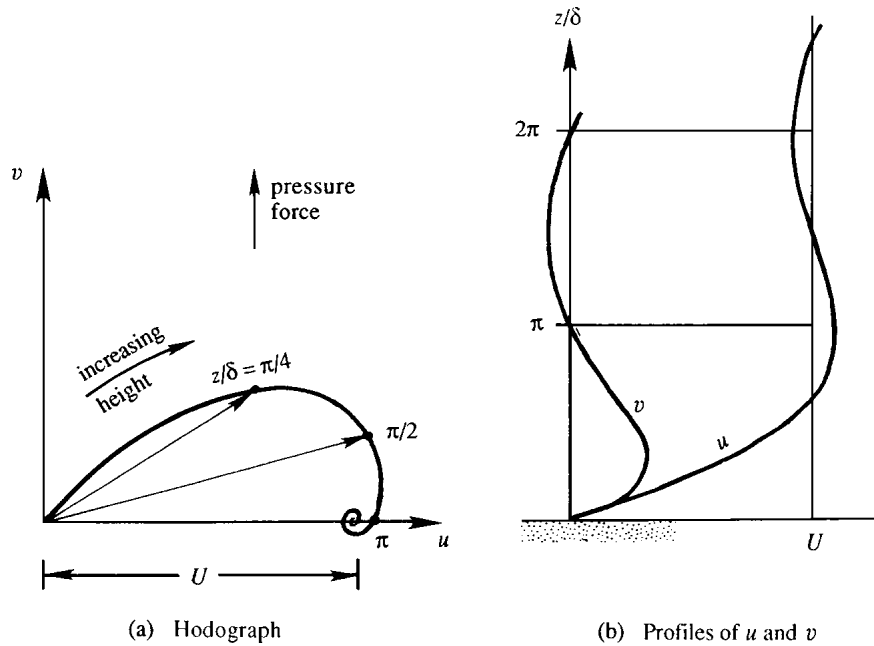 v
pressure
force
increasing
height
z/δ = π/4
π/2
π
u
U
(a) Hodograph
z/δ
2π
π
v
u
U
(b) Profiles of u and v